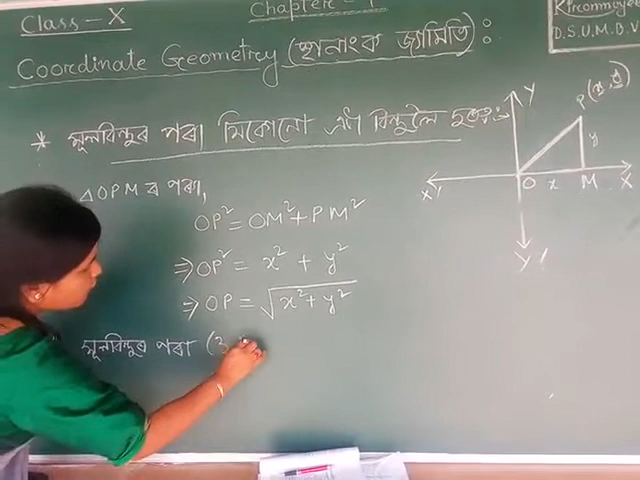 Class - X
Chapter - 7
Coordinate Geometry (স্থানাংক জ্যামিতি) :
D.S.U.M.D.V
* মূলবিন্দুৰ পৰা যিকোনো এটা বিন্দুলৈ দূৰত্ব :-
Y
P(x, y)
y
X'
O
x
M
X
Y'
△OPM ৰ পৰা,
OP² = OM² + PM²
⇒ OP² = x² + y²
⇒ OP = √x² + y²
মূলবিন্দুৰ পৰা (3